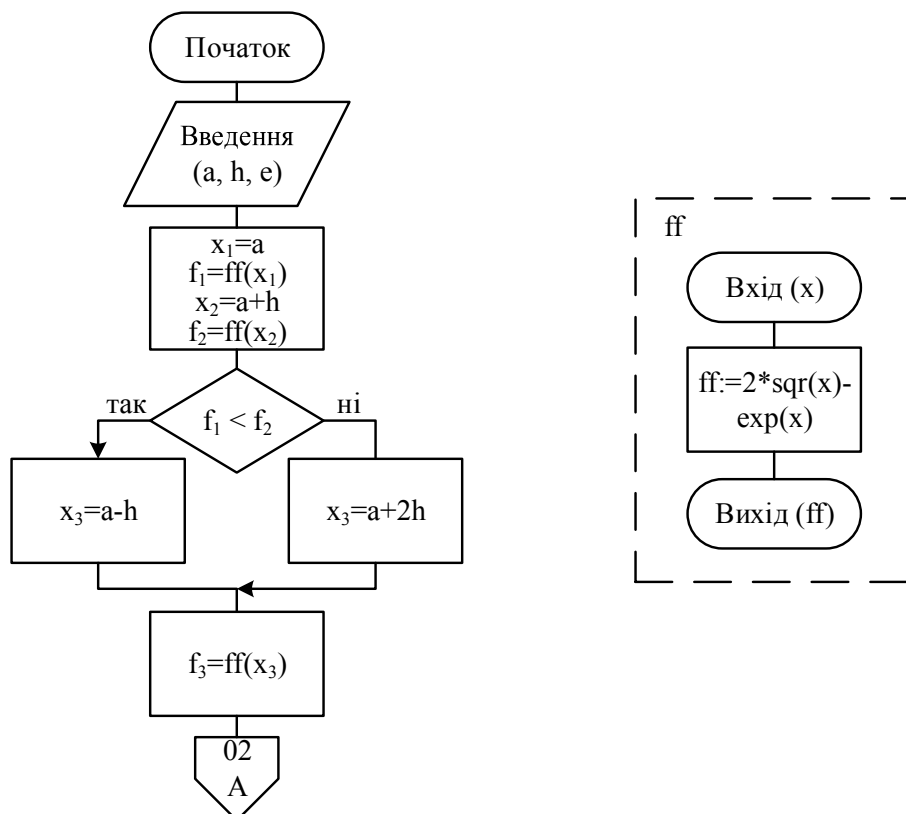 Початок
Введення
(a, h, e)
x₁=a
f₁=ff(x₁)
x₂=a+h
f₂=ff(x₂)
так
f₁ < f₂
ні
x₃=a-h
x₃=a+2h
f₃=ff(x₃)
02
A
ff
Вхід (x)
ff:=2*sqr(x)-
exp(x)
Вихід (ff)